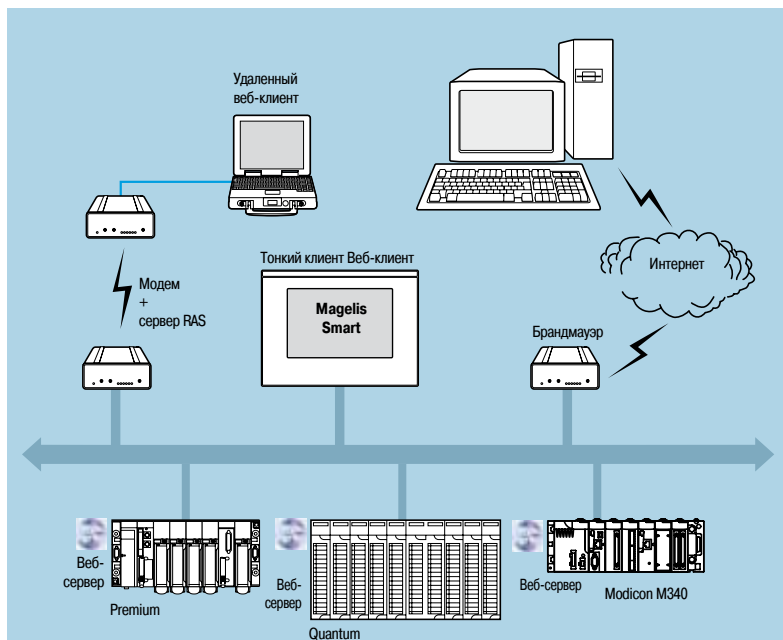 Удаленный
веб-клиент
Тонкий клиент Веб-клиент
Интернет
Модем
+
сервер RAS
Magelis
Smart
Брандмауэр
Веб-
сервер
Premium
Веб-
сервер
Quantum
Веб-сервер
Modicon M340